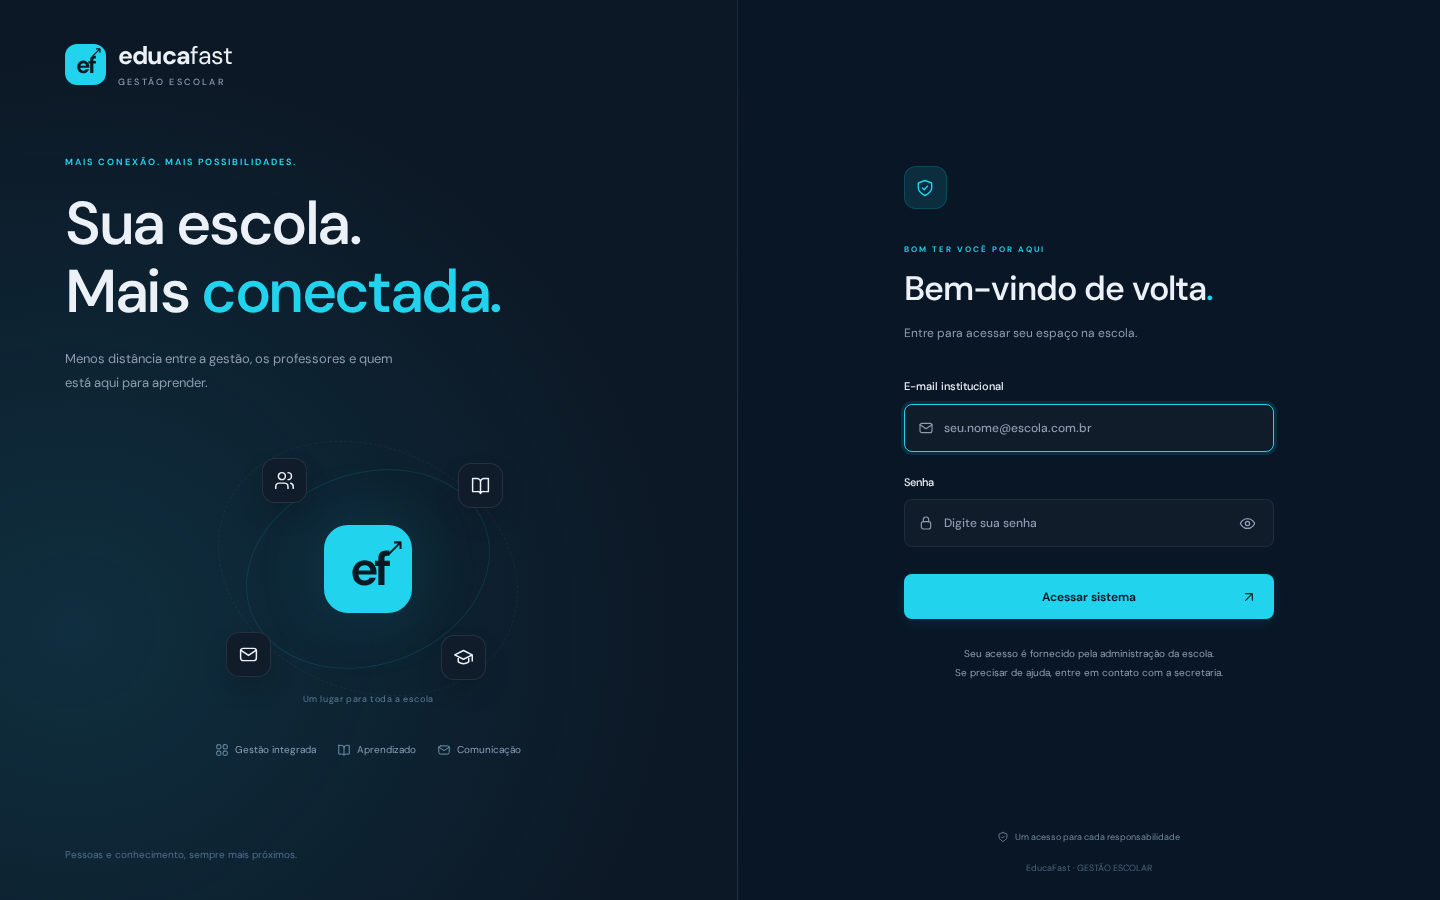 ef
educafast
GESTÃO ESCOLAR
MAIS CONEXÃO. MAIS POSSIBILIDADES.
Sua escola.
Mais conectada.
Menos distância entre a gestão, os professores e quem
está aqui para aprender.
ef
Um lugar para toda a escola
Gestão integrada
Aprendizado
Comunicação
Pessoas e conhecimento, sempre mais próximos.
BOM TER VOCÊ POR AQUI
Bem-vindo de volta.
Entre para acessar seu espaço na escola.
E-mail institucional
seu.nome@escola.com.br
Senha
Digite sua senha
Acessar sistema
Seu acesso é fornecido pela administração da escola.
Se precisar de ajuda, entre em contato com a secretaria.
Um acesso para cada responsabilidade
EducaFast · GESTÃO ESCOLAR